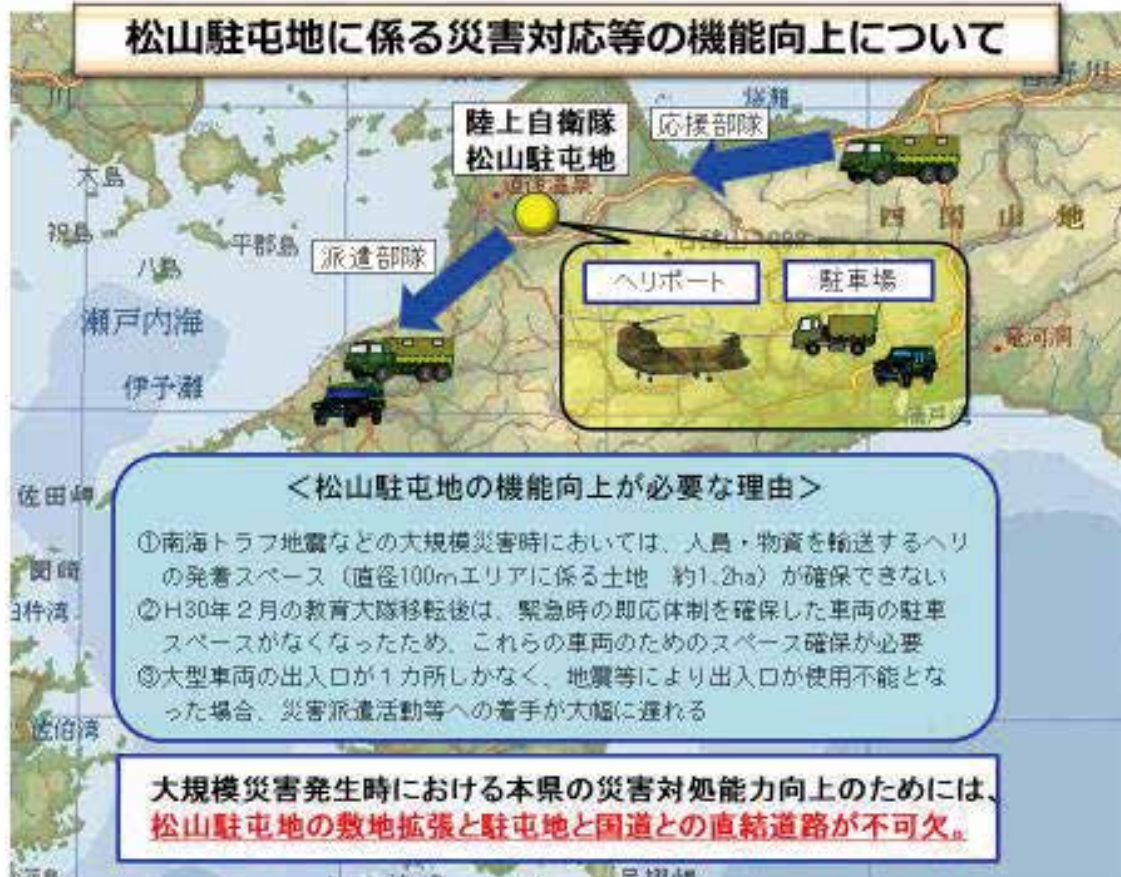 松山駐屯地に係る災害対応等の機能向上について
陸上自衛隊
松山駐屯地
応援部隊
派遣部隊
四国山地
大島
祝島
八島
平郡島
瀬戸内海
伊予灘
ヘリポート
駐車場
竜河洞
佐田岬
関崎
臼杵湾
佐伯湾
<松山駐屯地の機能向上が必要な理由>
①南海トラフ地震などの大規模災害時においては、人員・物資を輸送するヘリ
の発着スペース（直径100mエリアに係る土地　約1.2ha）が確保できない
②H30年2月の教育大隊移転後は、緊急時の即応体制を確保した車両の駐車
スペースがなくなったため、これらの車両のためのスペース確保が必要
③大型車両の出入口が1カ所しかなく、地震等により出入口が使用不能とな
った場合、災害派遣活動等への着手が大幅に遅れる
大規模災害発生時における本県の災害対処能力向上のためには、
松山駐屯地の敷地拡張と駐屯地と国道との直結道路が不可欠。